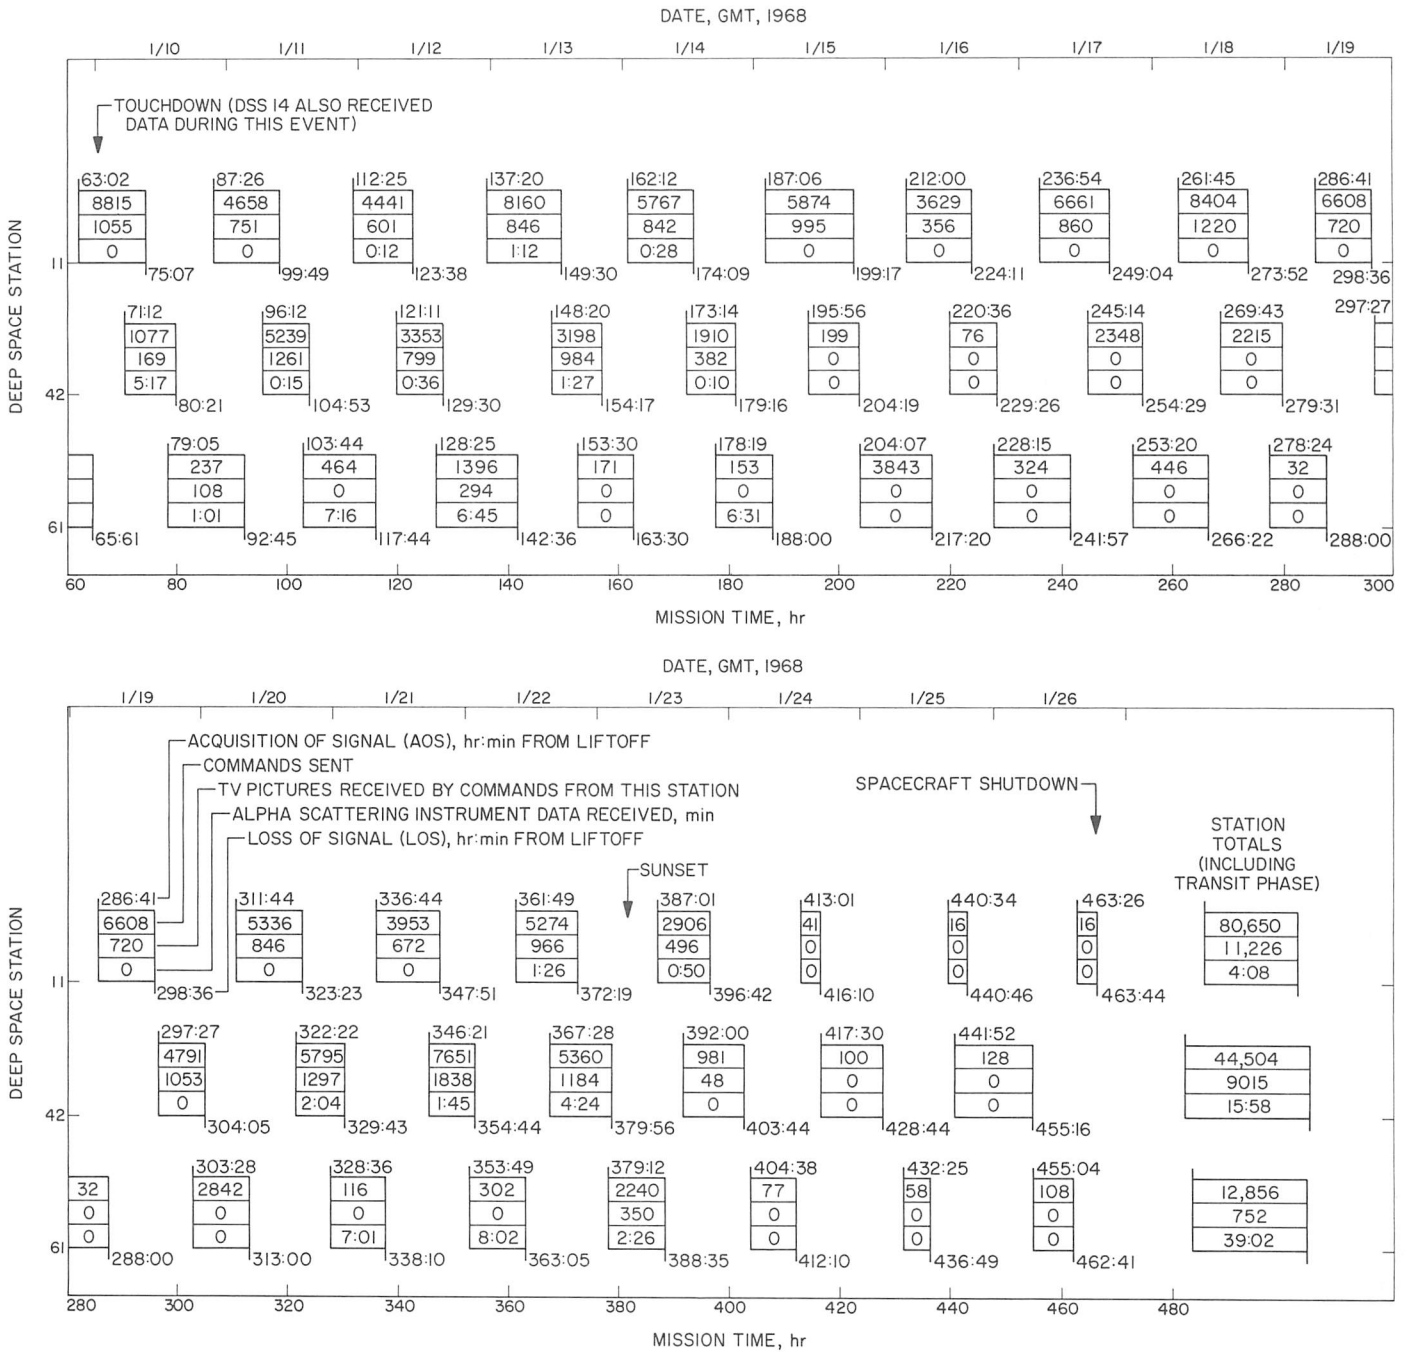 DATE, GMT, 1968
1/10 1/11 1/12 1/13 1/14 1/15 1/16 1/17 1/18 1/19
TOUCHDOWN (DSS 14 ALSO RECEIVED
DATA DURING THIS EVENT)
63:02 87:26 112:25 137:20 162:12 187:06 212:00 236:54 261:45 286:41
8815 4658 4441 8160 5767 5874 3629 6661 8404 6608
1055 751 601 846 842 995 356 860 1220 720
0 0 0:12 1:12 0:28 0 0 0 0 0
11 75:07 99:49 123:38 149:30 174:09 199:17 224:11 249:04 273:52 298:36
71:12 96:12 121:11 148:20 173:14 195:56 220:36 245:14 269:43 297:27
1077 5239 3353 3198 1910 199 76 2348 2215
169 1261 799 984 382 0 0 0 0
5:17 0:15 0:36 1:27 0:10 0 0 0 0
42 80:21 104:53 129:30 154:17 179:16 204:19 229:26 254:29 279:31
79:05 103:44 128:25 153:30 178:19 204:07 228:15 253:20 278:24
237 464 1396 171 153 3843 324 446 32
108 0 294 0 0 0 0 0 0
1:01 7:16 6:45 0 6:31 0 0 0 0
61 65:61 92:45 117:44 142:36 163:30 188:00 217:20 241:57 266:22 288:00
DEEP SPACE STATION
60 80 100 120 140 160 180 200 220 240 260 280 300
MISSION TIME, hr
DATE, GMT, 1968
1/19 1/20 1/21 1/22 1/23 1/24 1/25 1/26
ACQUISITION OF SIGNAL (AOS), hr:min FROM LIFTOFF
COMMANDS SENT
TV PICTURES RECEIVED BY COMMANDS FROM THIS STATION
ALPHA SCATTERING INSTRUMENT DATA RECEIVED, min
LOSS OF SIGNAL (LOS), hr:min FROM LIFTOFF
SPACECRAFT SHUTDOWN
SUNSET
STATION
TOTALS
(INCLUDING
TRANSIT PHASE)
286:41 311:44 336:44 361:49 387:01 413:01 440:34 463:26
6608 5336 3953 5274 2906 41 16 16 80,650
720 846 672 966 496 0 0 0 11,226
0 0 0 1:26 0:50 0 0 0 4:08
11 298:36 323:23 347:51 372:19 396:42 416:10 440:46 463:44
297:27 322:22 346:21 367:28 392:00 417:30 441:52
4791 5795 7651 5360 981 100 128 44,504
1053 1297 1838 1184 48 0 0 9015
0 2:04 1:45 4:24 0 0 0 15:58
42 304:05 329:43 354:44 379:56 403:44 428:44 455:16
303:28 328:36 353:49 379:12 404:38 432:25 455:04
32 2842 116 302 2240 77 58 108 12,856
0 0 0 0 350 0 0 0 752
0 0 7:01 8:02 2:26 0 0 0 39:02
61 288:00 313:00 338:10 363:05 388:35 412:10 436:49 462:41
DEEP SPACE STATION
280 300 320 340 360 380 400 420 440 460 480
MISSION TIME, hr